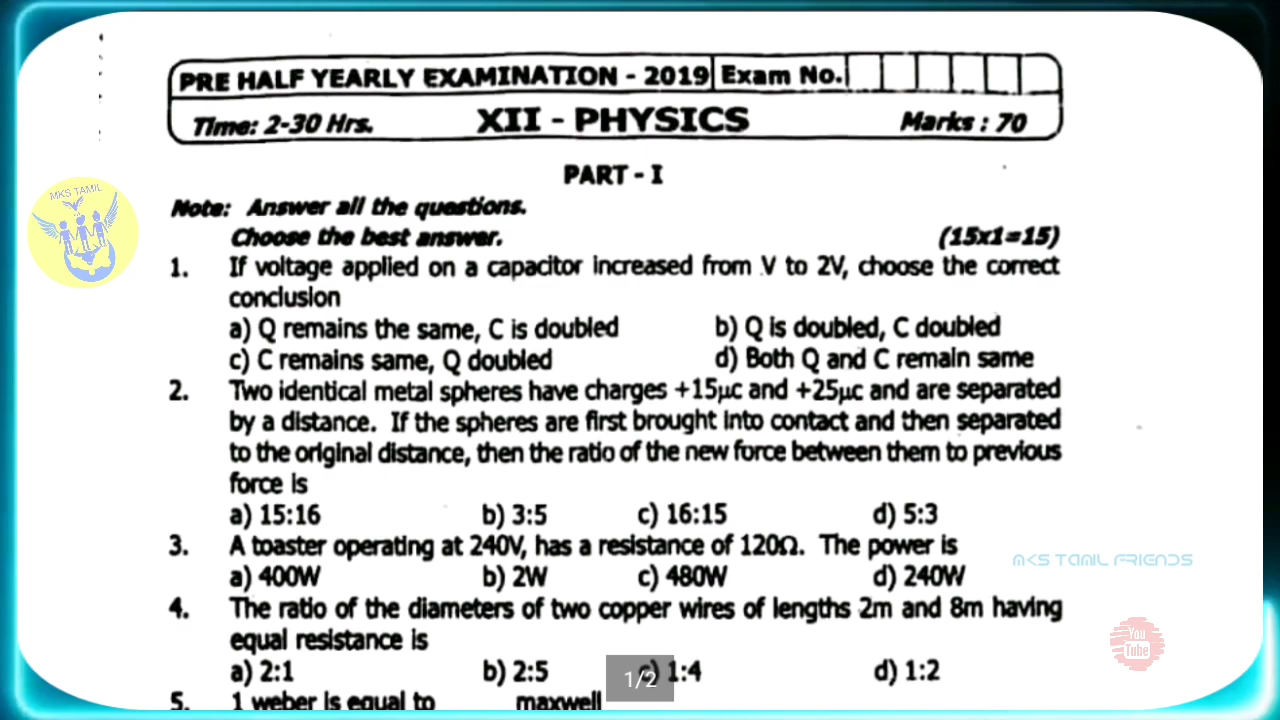 PRE HALF YEARLY EXAMINATION - 2019 Exam No.
Time: 2-30 Hrs. XII - PHYSICS Marks : 70
PART - I
Note: Answer all the questions.
Choose the best answer. (15x1=15)
1. If voltage applied on a capacitor increased from V to 2V, choose the correct
conclusion
a) Q remains the same, C is doubled b) Q is doubled, C doubled
c) C remains same, Q doubled d) Both Q and C remain same
2. Two identical metal spheres have charges +15μc and +25μc and are separated
by a distance. If the spheres are first brought into contact and then separated
to the original distance, then the ratio of the new force between them to previous
force is
a) 15:16 b) 3:5 c) 16:15 d) 5:3
3. A toaster operating at 240V, has a resistance of 120Ω. The power is
a) 400W b) 2W c) 480W d) 240W
4. The ratio of the diameters of two copper wires of lengths 2m and 8m having
equal resistance is
a) 2:1 b) 2:5 c) 1:4 d) 1:2
5. 1 weber is equal to ____ maxwell
1/2
MKS TAMIL
MKS TAMIL FRIENDS
You
Tube